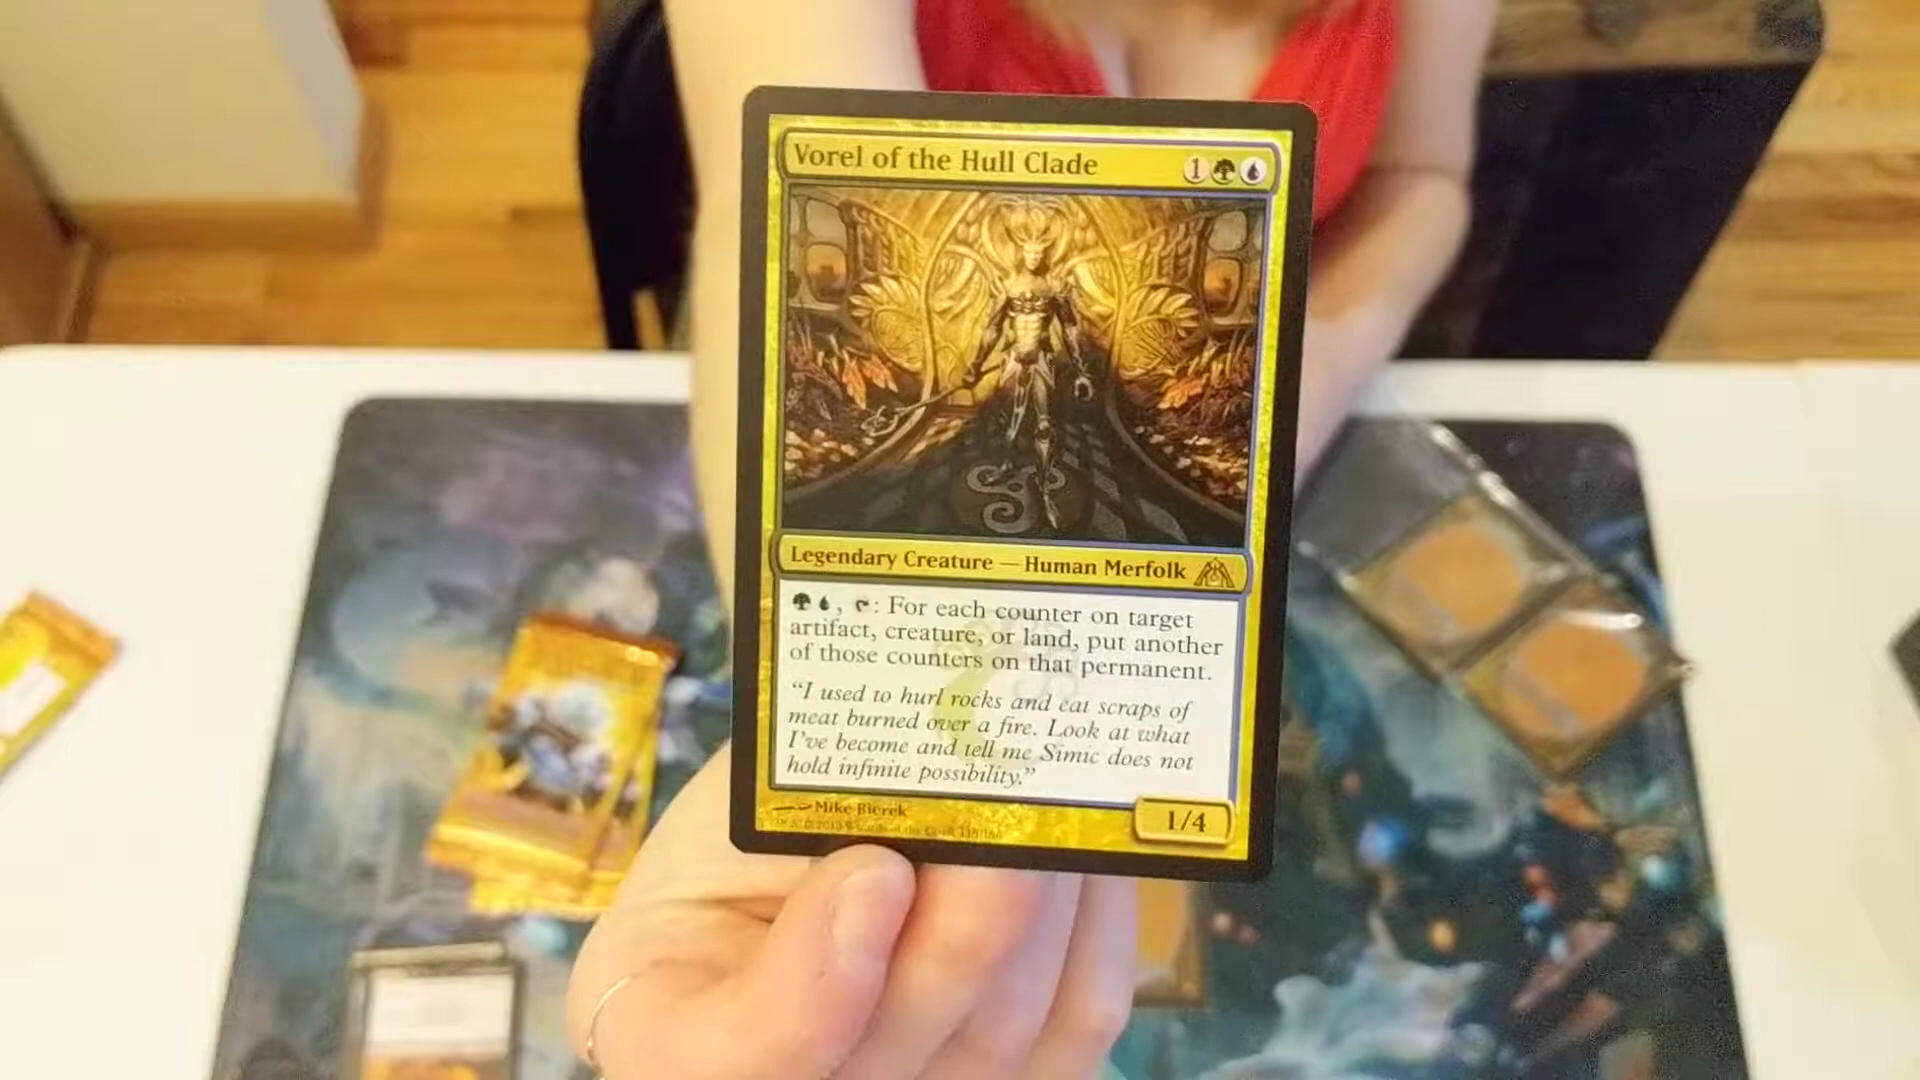 Vorel of the Hull Clade 1
Legendary Creature — Human Merfolk
, : For each counter on target
artifact, creature, or land, put another
of those counters on that permanent.
“I used to hurl rocks and eat scraps of
meat burned over a fire. Look at what
I’ve become and tell me Simic does not
hold infinite possibility.”
Mike Bierek
1/4